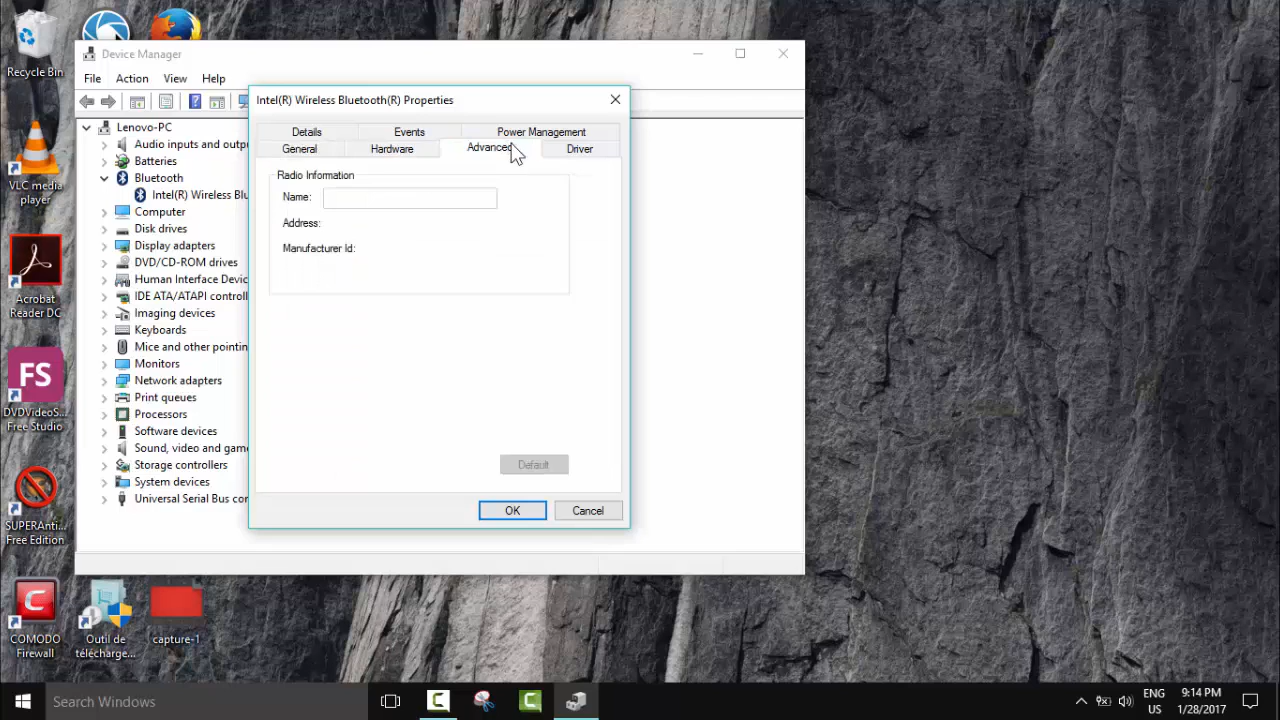 Recycle Bin
VLC media
player
Acrobat
Reader DC
FS
DVDVideoS...
Free Studio
SUPERAnti...
Free Edition
C
COMODO
Firewall
Outil de
télécharge...
capture-1
Device Manager
File Action View Help
Lenovo-PC
Audio inputs and outpu
Batteries
Bluetooth
Intel(R) Wireless Blu
Computer
Disk drives
Display adapters
DVD/CD-ROM drives
Human Interface Devic
IDE ATA/ATAPI controll
Imaging devices
Keyboards
Mice and other pointin
Monitors
Network adapters
Print queues
Processors
Software devices
Sound, video and game
Storage controllers
System devices
Universal Serial Bus con
Intel(R) Wireless Bluetooth(R) Properties
Details Events Power Management
General Hardware Advanced Driver
Radio Information
Name:
Address:
Manufacturer Id:
Default
OK Cancel
Search Windows
C
C
ENG
US
9:14 PM
1/28/2017